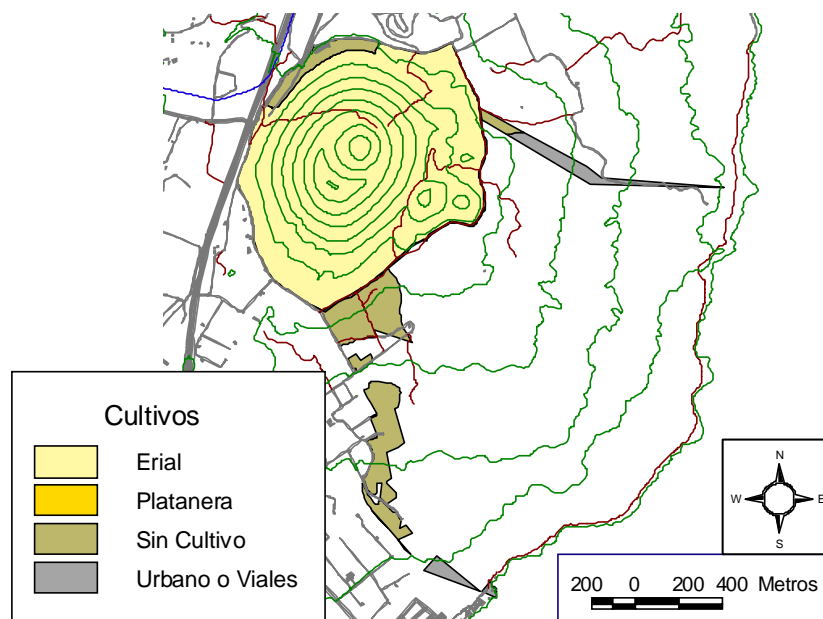 Cultivos
Erial
Platanera
Sin Cultivo
Urbano o Viales
N
W E
S
200 0 200 400 Metros